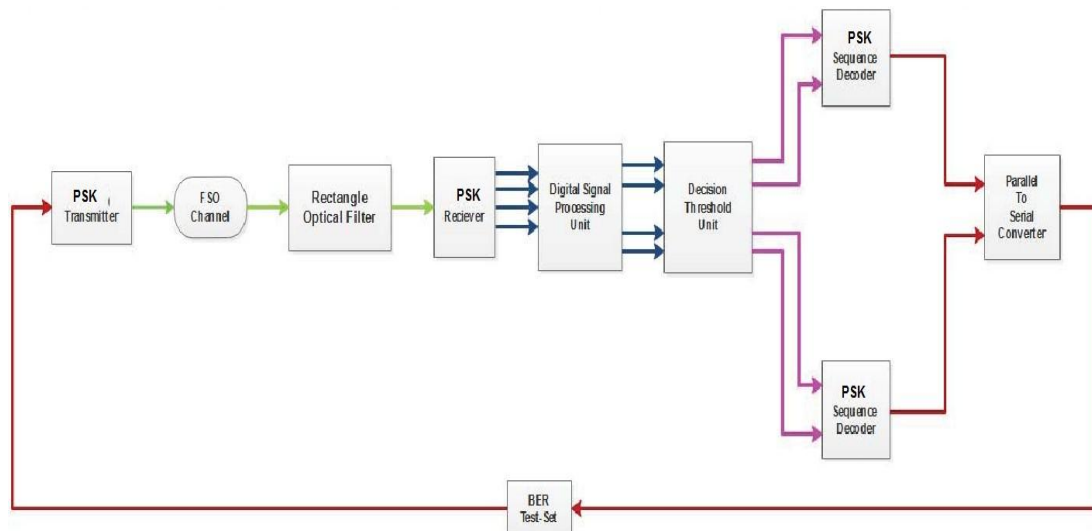 PSK
Transmitter
FSO
Channel
Rectangle
Optical Filter
PSK
Reciever
Digital Signal
Processing
Unit
Decision
Threshold
Unit
PSK
Sequence
Decoder
PSK
Sequence
Decoder
Parallel
To
Serial
Converter
BER
Test-Set